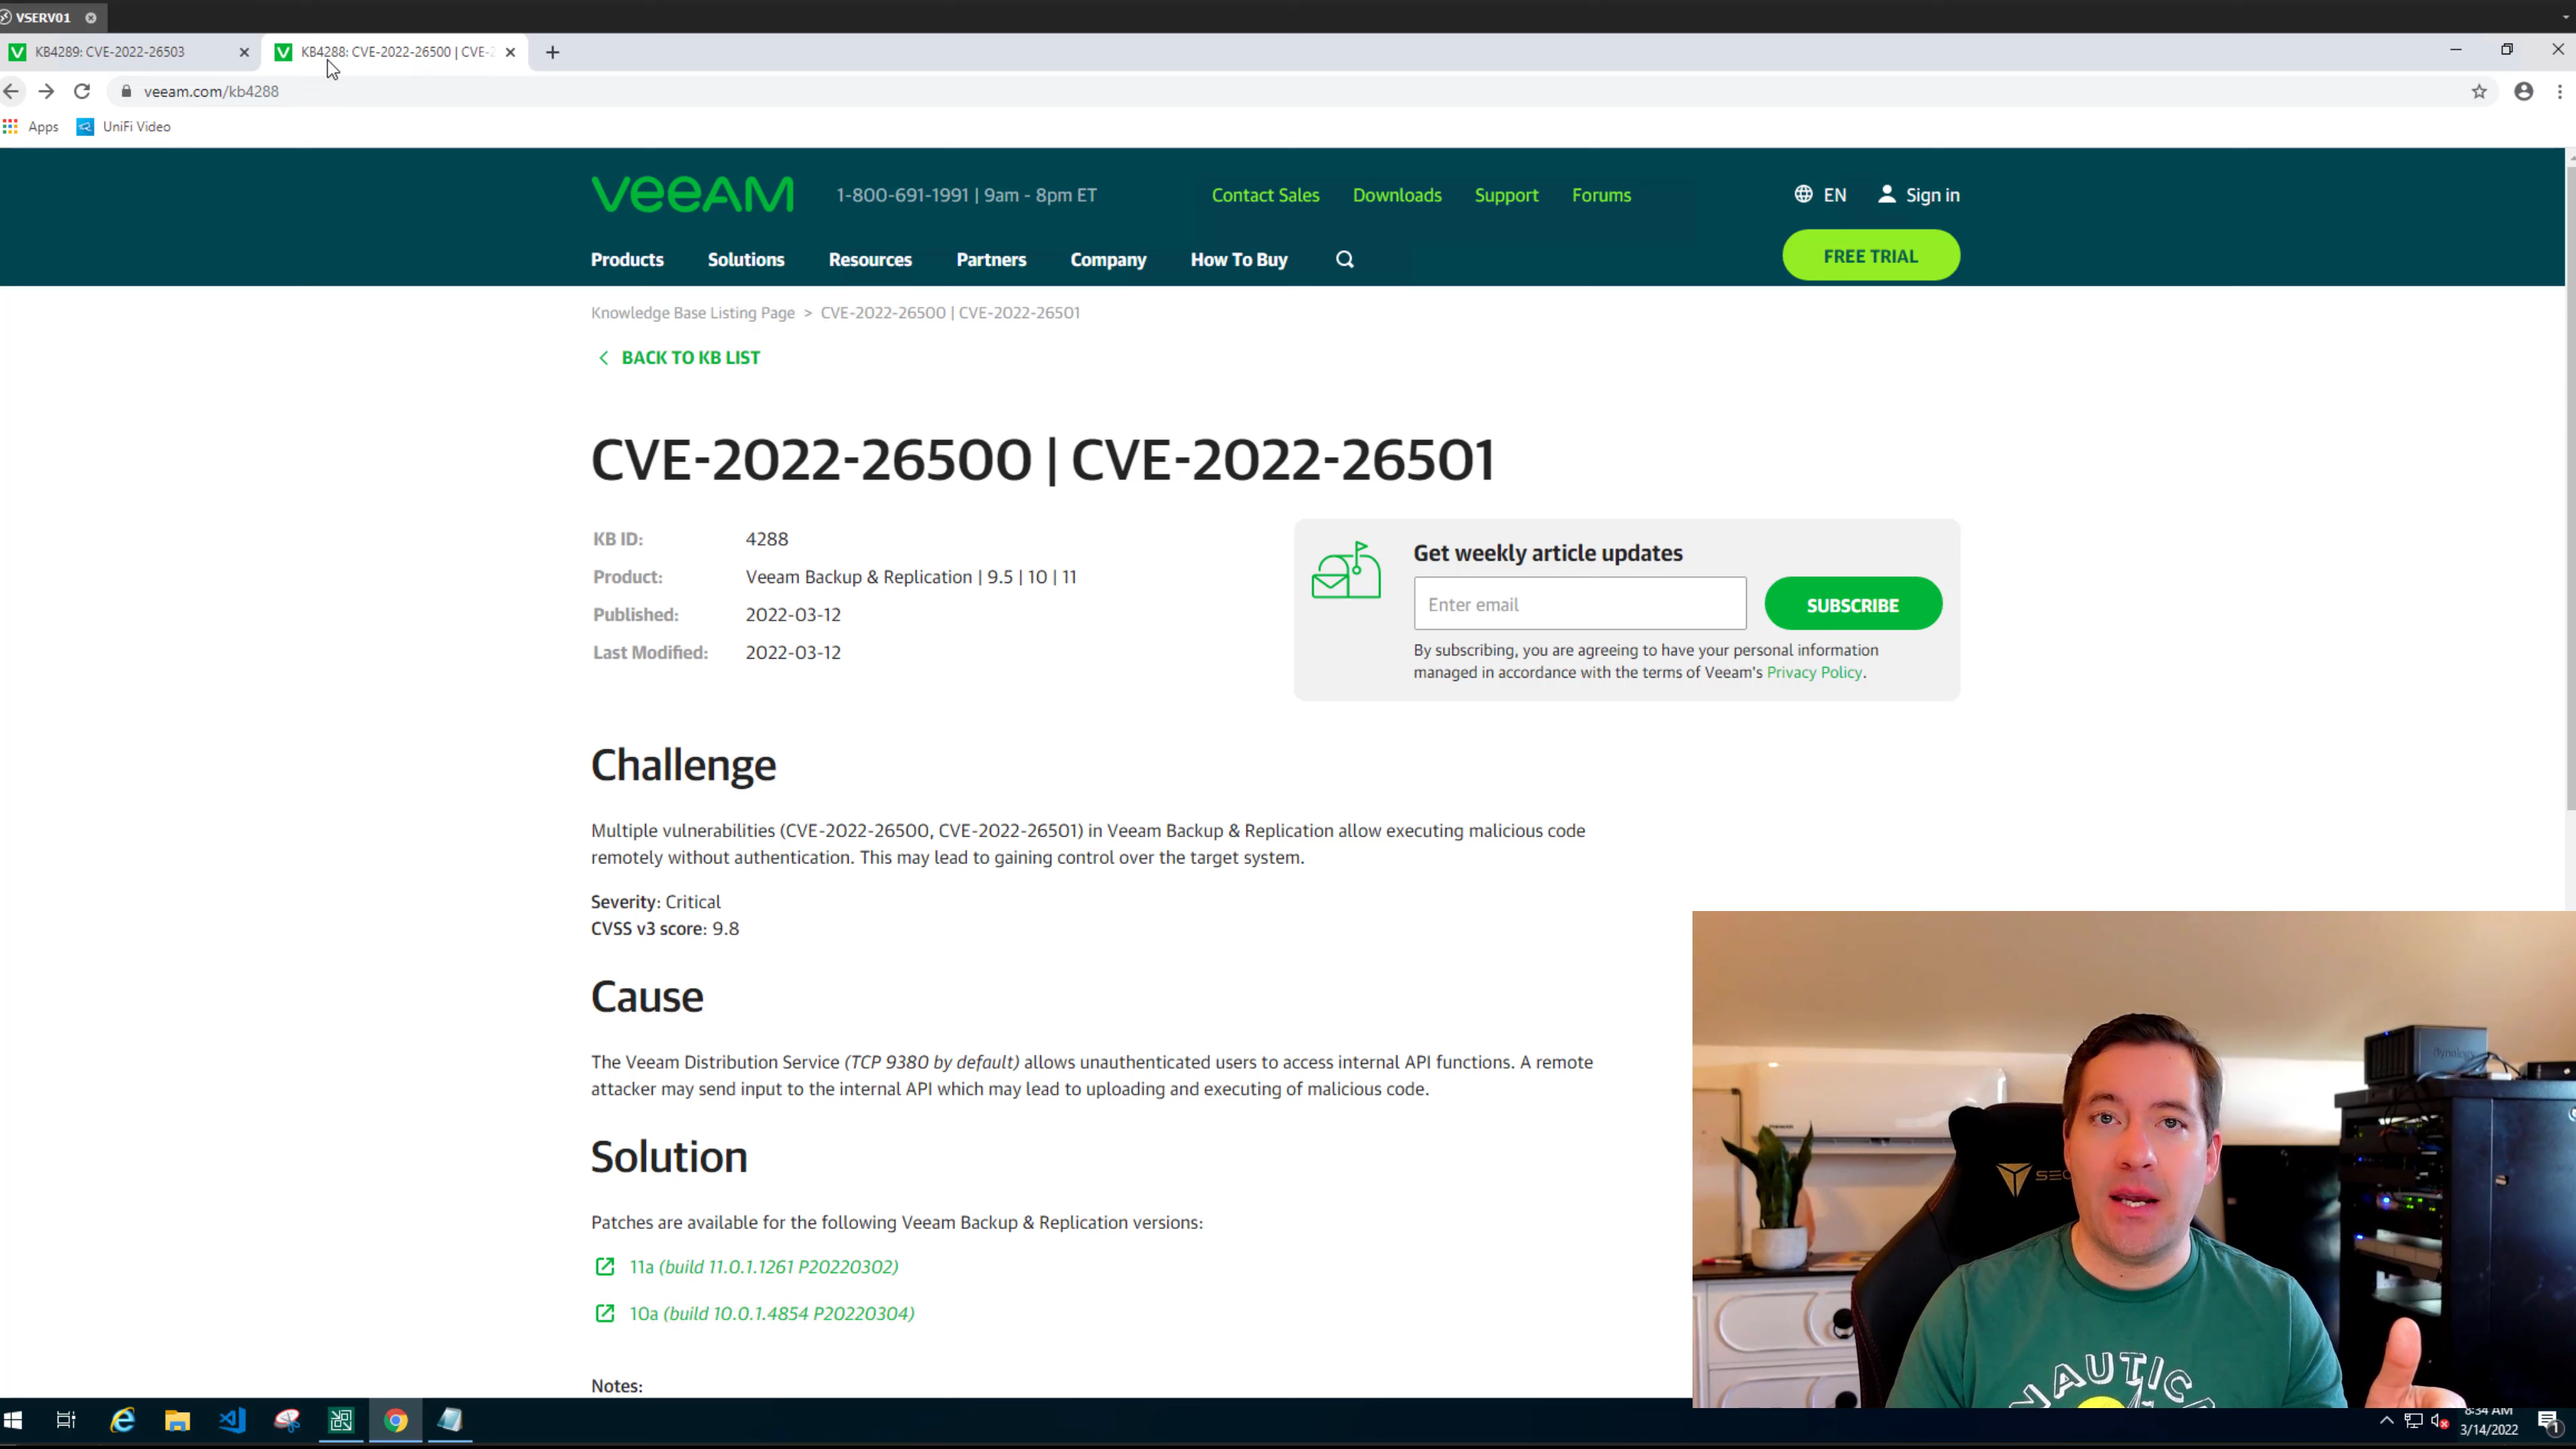 VSERV01
KB4289: CVE-2022-26503
KB4288: CVE-2022-26500 | CVE-2
veeam.com/kb4288
Apps
UniFi Video
veeam
1-800-691-1991 | 9am - 8pm ET
Contact Sales
Downloads
Support
Forums
EN
Sign in
Products
Solutions
Resources
Partners
Company
How To Buy
FREE TRIAL
Knowledge Base Listing Page > CVE-2022-26500 | CVE-2022-26501
BACK TO KB LIST
CVE-2022-26500 | CVE-2022-26501
KB ID: 4288
Product: Veeam Backup & Replication | 9.5 | 10 | 11
Published: 2022-03-12
Last Modified: 2022-03-12
Get weekly article updates
Enter email
SUBSCRIBE
By subscribing, you are agreeing to have your personal information
managed in accordance with the terms of Veeam's Privacy Policy.
Challenge
Multiple vulnerabilities (CVE-2022-26500, CVE-2022-26501) in Veeam Backup & Replication allow executing malicious code
remotely without authentication. This may lead to gaining control over the target system.
Severity: Critical
CVSS v3 score: 9.8
Cause
The Veeam Distribution Service (TCP 9380 by default) allows unauthenticated users to access internal API functions. A remote
attacker may send input to the internal API which may lead to uploading and executing of malicious code.
Solution
Patches are available for the following Veeam Backup & Replication versions:
11a (build 11.0.1.1261 P20220302)
10a (build 10.0.1.4854 P20220304)
Notes:
Synology
SEC
NAUTICA
8:34 AM
3/14/2022
1